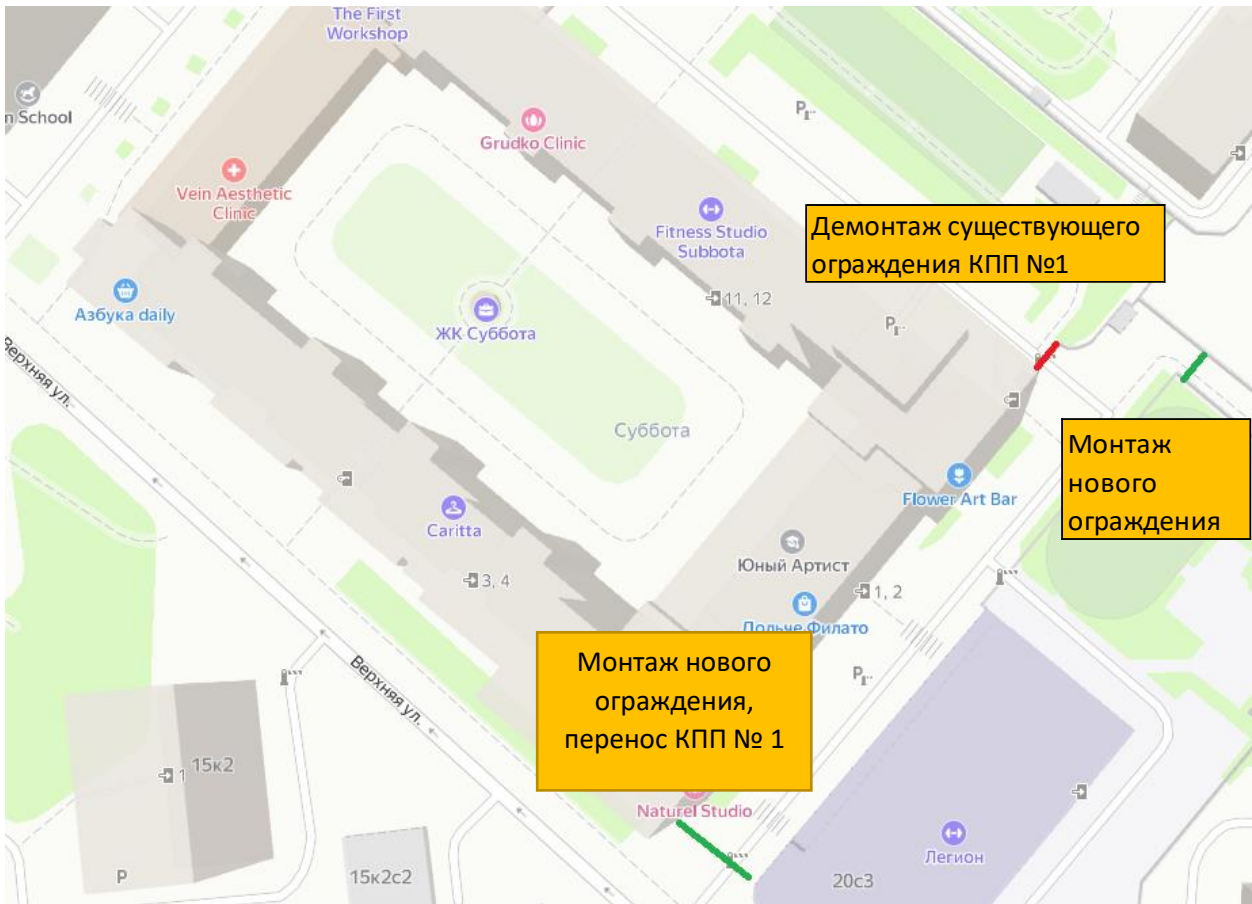 The First
Workshop
n School
Grudko Clinic
P
Vein Aesthetic
Clinic
Fitness Studio
Subbota
Демонтаж существующего
ограждения КПП №1
Азбука daily
11, 12
ЖК Суббота
P
Верхняя ул.
Суббота
Монтаж
нового
ограждения
Flower Art Bar
Caritta
Юный Артист
3, 4
1, 2
Дольче Филато
Монтаж нового
ограждения,
перенос КПП № 1
P
Верхняя ул.
15к2
1
Naturel Studio
Легион
P
15к2с2
20с3